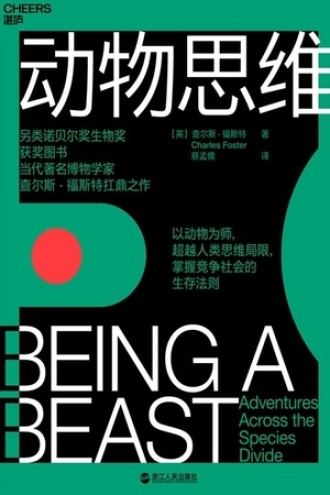 CHEERS
湛庐
动物思维
另类诺贝尔奖生物奖
获奖图书
当代著名博物学家
查尔斯·福斯特扛鼎之作
［英］查尔斯·福斯特 著
Charles Foster
蔡孟儒 译
以动物为师，
超越人类思维局限，
掌握竞争社会的
生存法则
BEING A
BEAST
Adventures
Across the
Species
Divide
浙江人民出版社